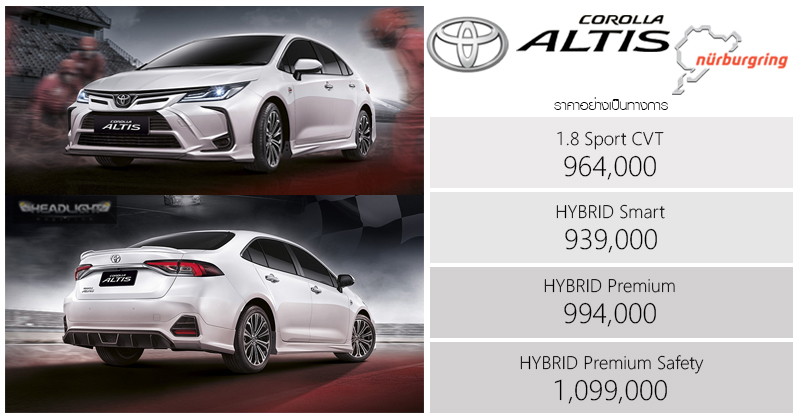 COROLLA
ALTIS
nürburgring
ราคาอย่างเป็นทางการ
1.8 Sport CVT
964,000
HYBRID Smart
939,000
HYBRID Premium
994,000
HYBRID Premium Safety
1,099,000
COROLLA
ALTIS
HEADLIGHT
COROLLA
ALTIS